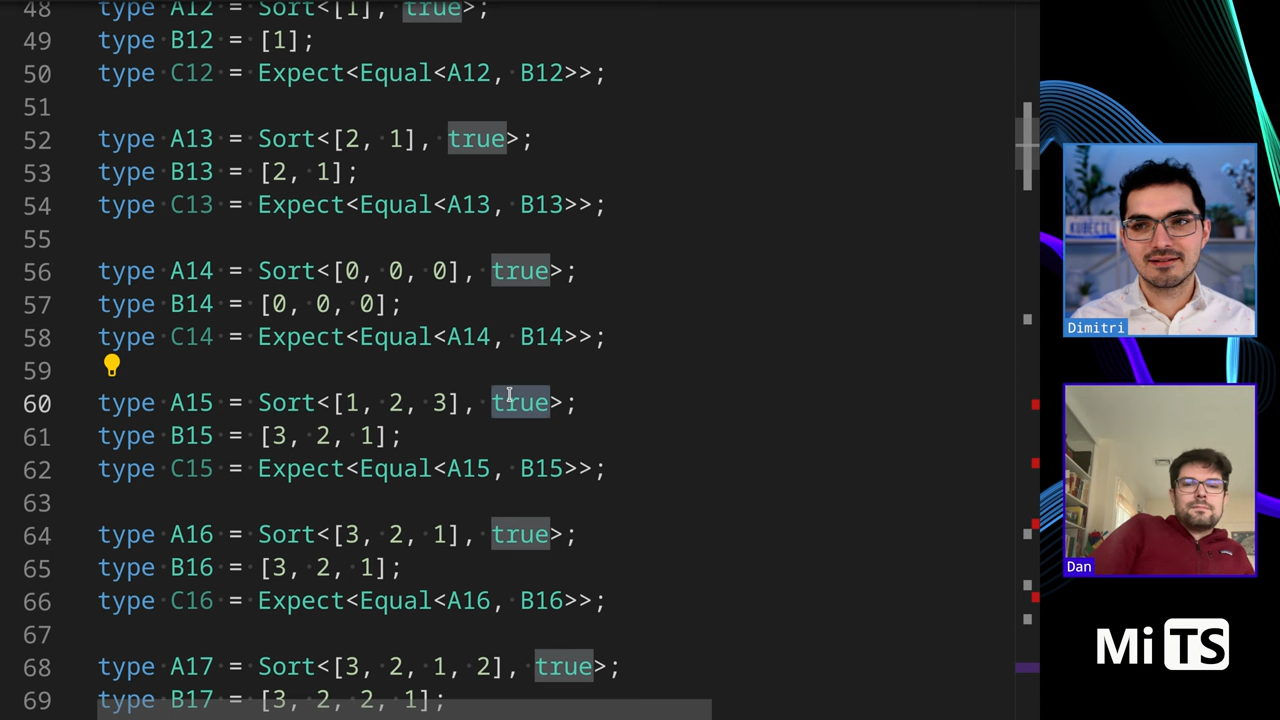 48 type A12 = Sort<[1], true>;
49 type B12 = [1];
50 type C12 = Expect<Equal<A12, B12>>;
51
52 type A13 = Sort<[2, 1], true>;
53 type B13 = [2, 1];
54 type C13 = Expect<Equal<A13, B13>>;
55
56 type A14 = Sort<[0, 0, 0], true>;
57 type B14 = [0, 0, 0];
58 type C14 = Expect<Equal<A14, B14>>;
59
60 type A15 = Sort<[1, 2, 3], true>;
61 type B15 = [3, 2, 1];
62 type C15 = Expect<Equal<A15, B15>>;
63
64 type A16 = Sort<[3, 2, 1], true>;
65 type B16 = [3, 2, 1];
66 type C16 = Expect<Equal<A16, B16>>;
67
68 type A17 = Sort<[3, 2, 1, 2], true>;
69 type B17 = [3, 2, 2, 1];
KUBECTL
Dimitri
Dan
Mi TS